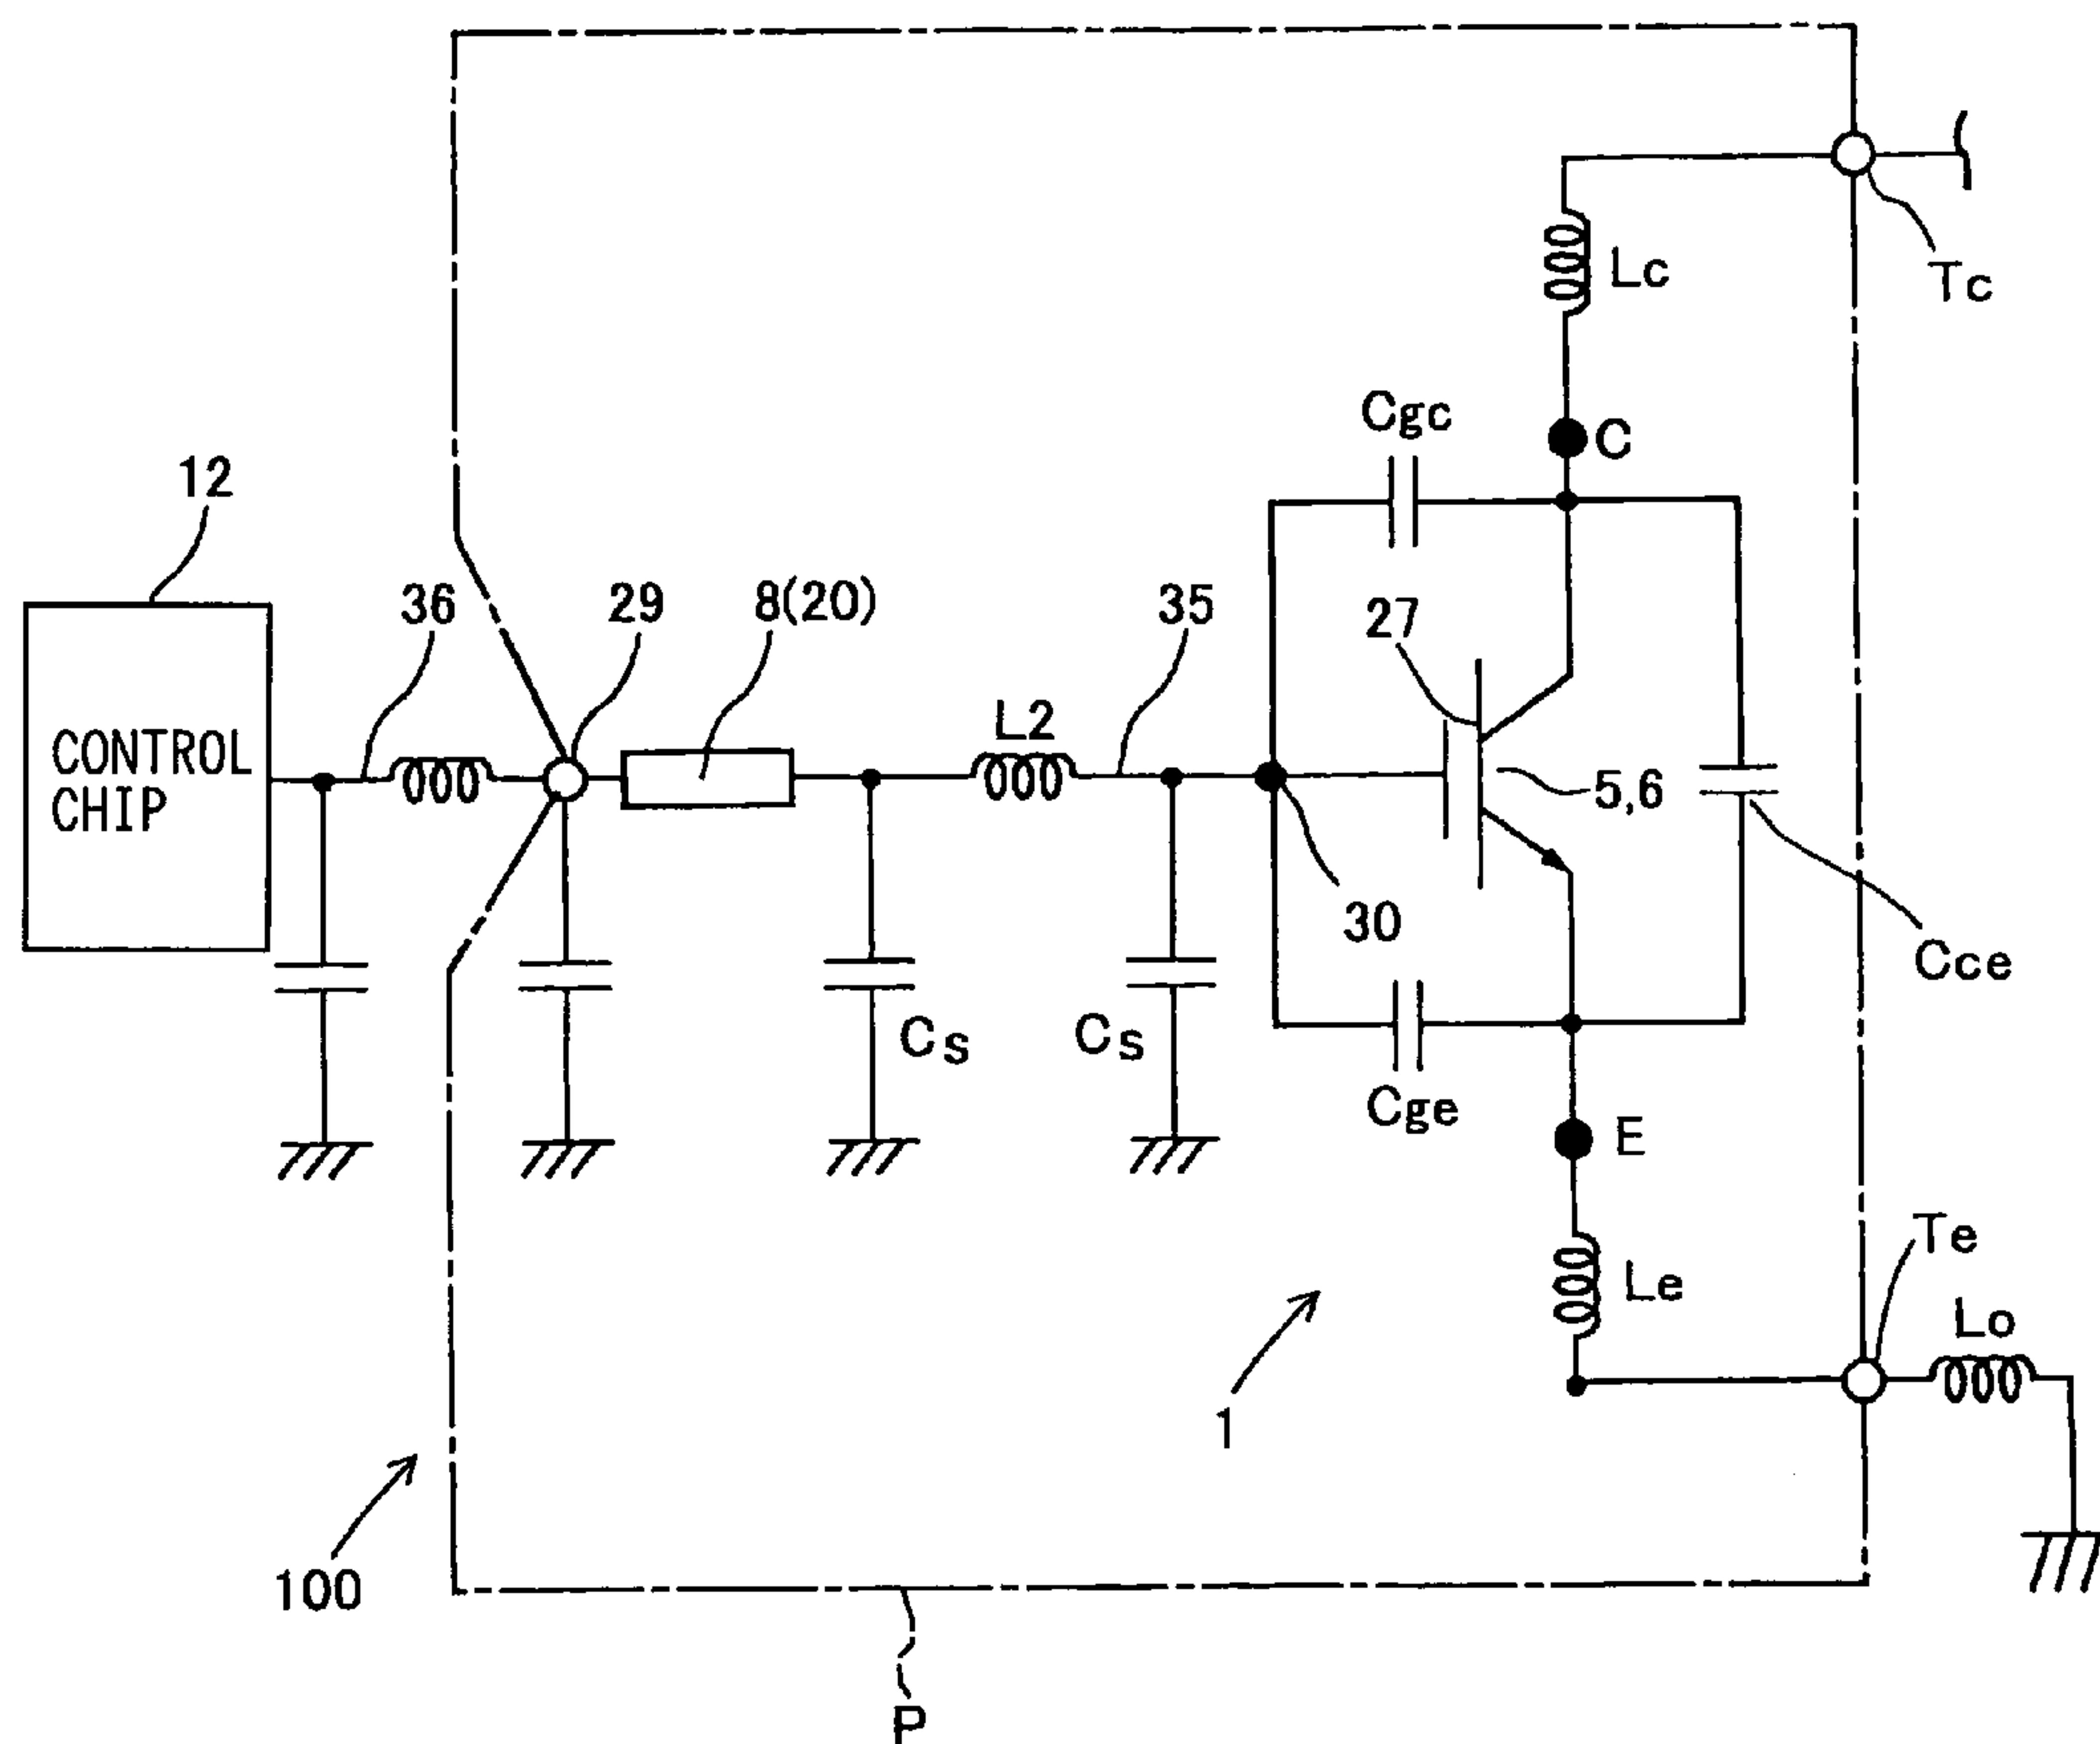 Tc
Lc
Cgc
C
12
36
29
8(20)
35
27
L2
CONTROL
CHIP
5,6
30
Cce
Cs
Cs
Cge
E
Te
Le
Lo
1
100
P